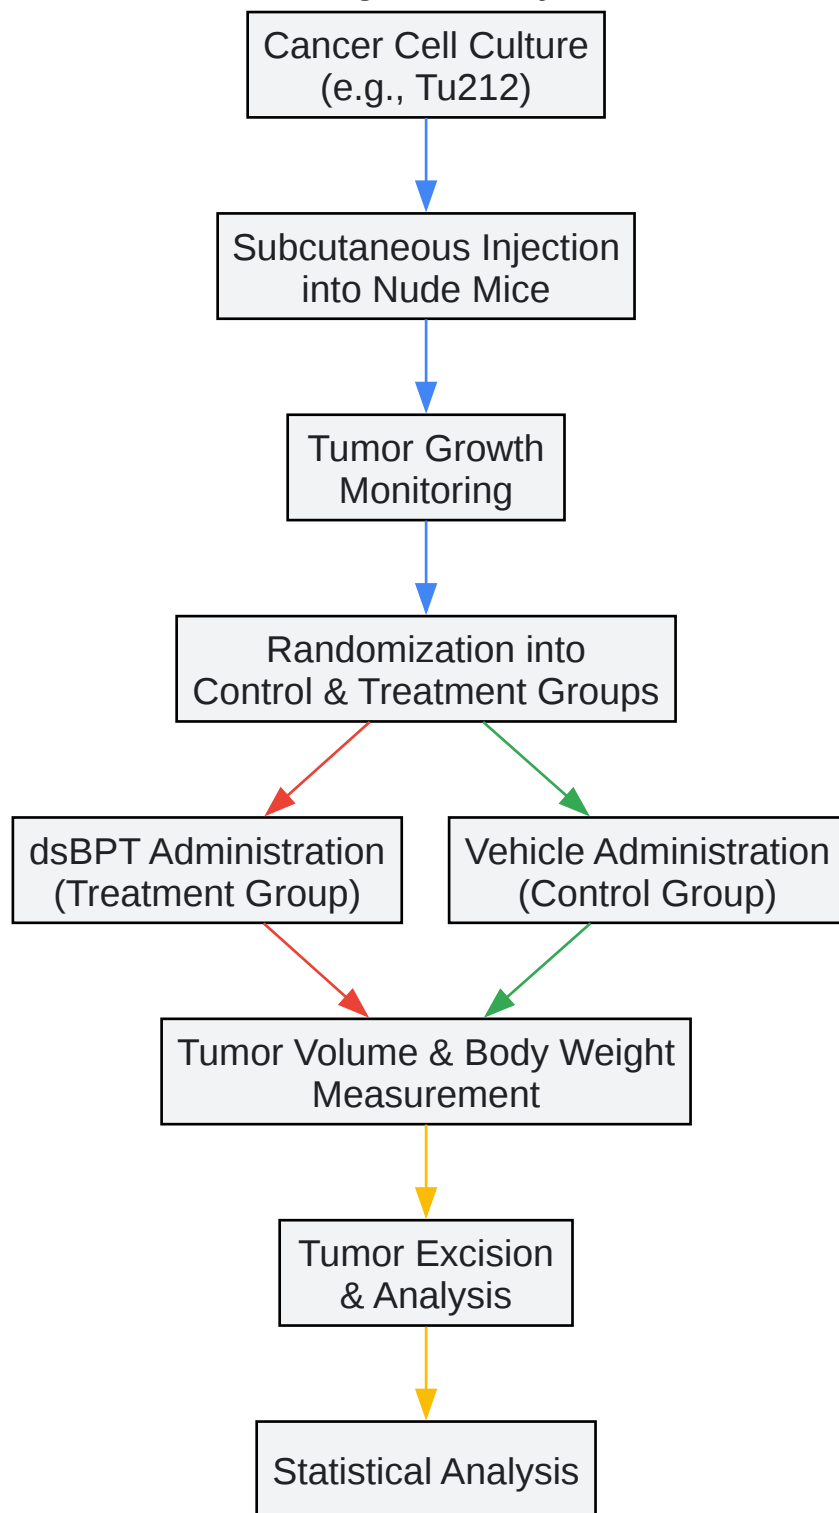 Cancer Cell Culture
(e.g., Tu212)
Subcutaneous Injection
into Nude Mice
Tumor Growth
Monitoring
Randomization into
Control & Treatment Groups
dsBPT Administration
(Treatment Group)
Vehicle Administration
(Control Group)
Tumor Volume & Body Weight
Measurement
Tumor Excision
& Analysis
Statistical Analysis